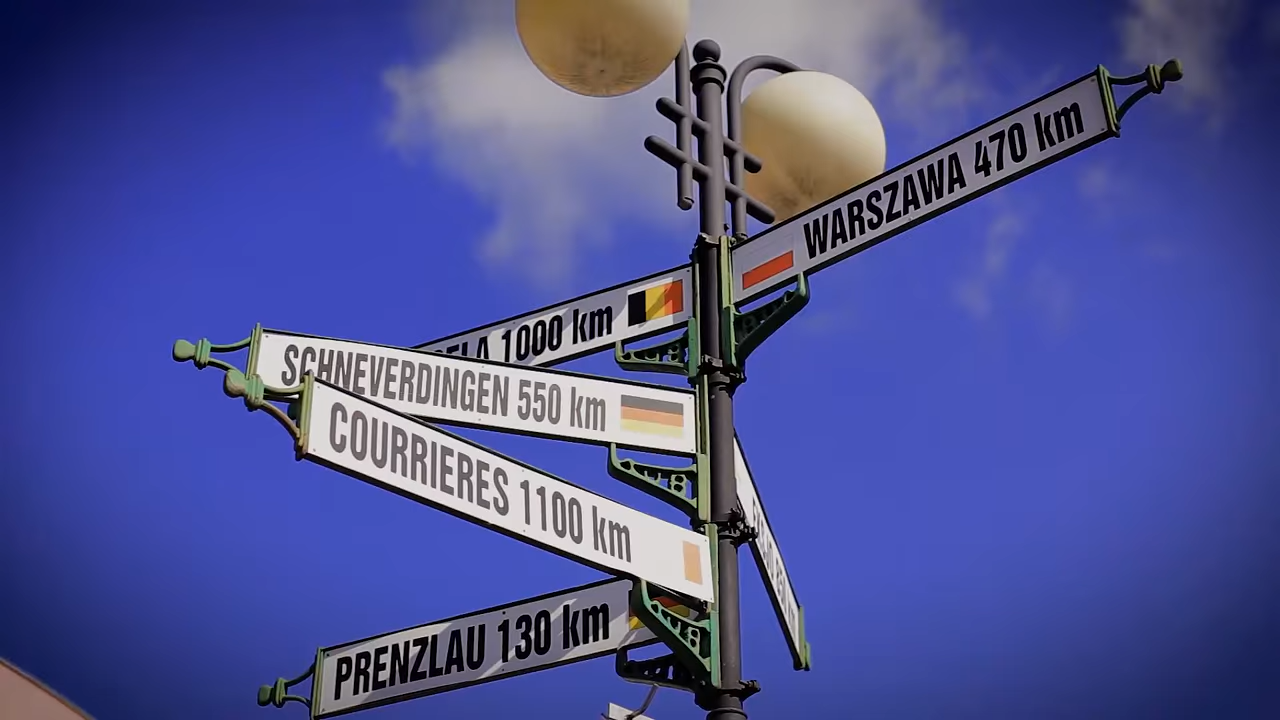 WARSZAWA 470 km
1000 km
SCHNEVERDINGEN 550 km
COURRIERES 1100 km
PRENZLAU 130 km